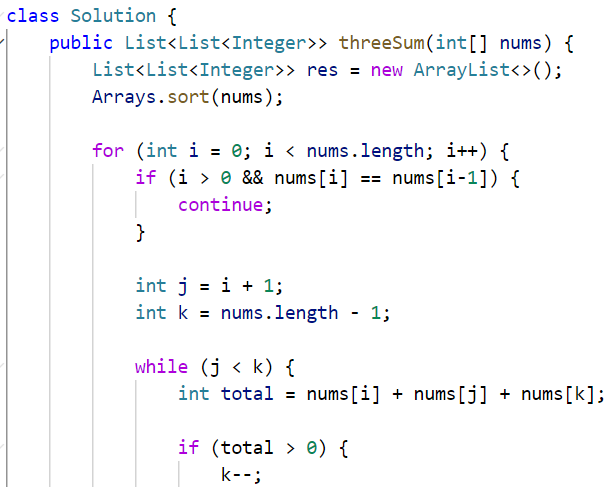 class Solution {
    public List<List<Integer>> threeSum(int[] nums) {
        List<List<Integer>> res = new ArrayList<>();
        Arrays.sort(nums);

        for (int i = 0; i < nums.length; i++) {
            if (i > 0 && nums[i] == nums[i-1]) {
                continue;
            }

            int j = i + 1;
            int k = nums.length - 1;

            while (j < k) {
                int total = nums[i] + nums[j] + nums[k];

                if (total > 0) {
                    k--;